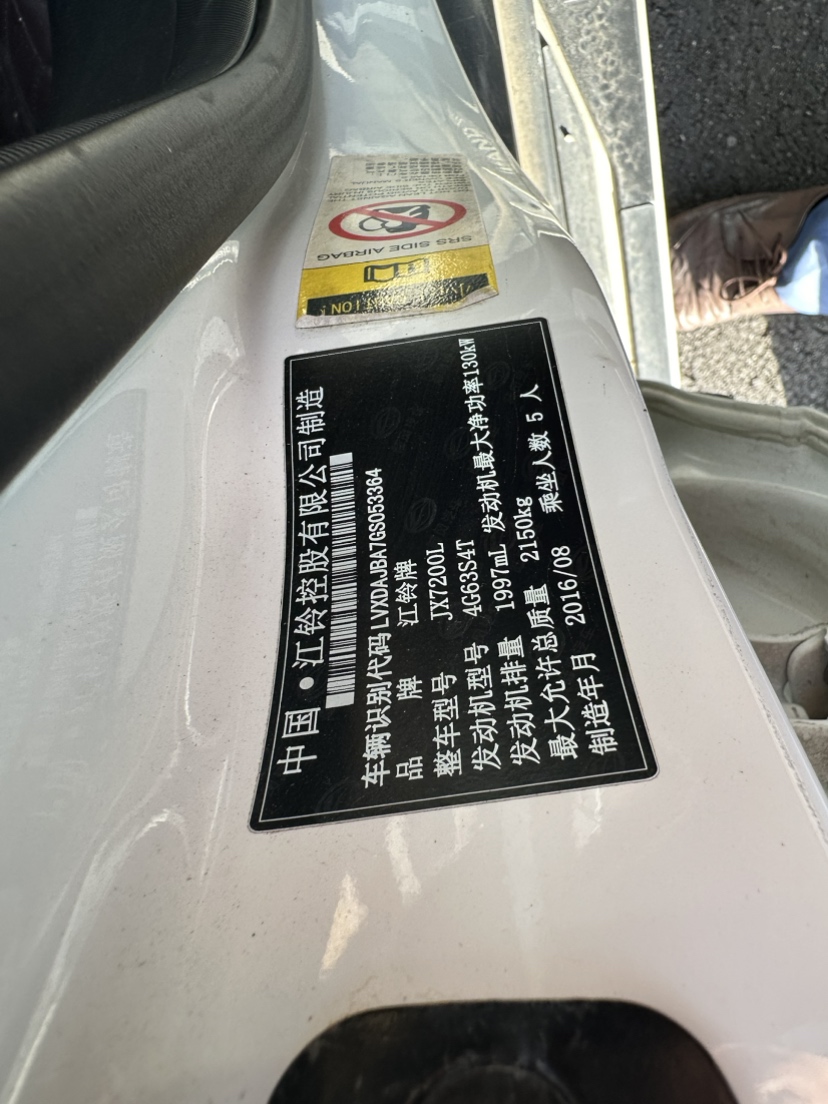 中国·江铃控股有限公司制造
车辆识别代码 LVXDAJBA7GS053364
品牌 江铃牌
整车型号 JX7200L
发动机型号 4G63S4T
发动机排量 1997mL 发动机最大净功率130kW
最大允许总质量 2150kg
制造年月 2016/08 乘坐人数 5 人
SRS SIDE AIRBAG
LAND